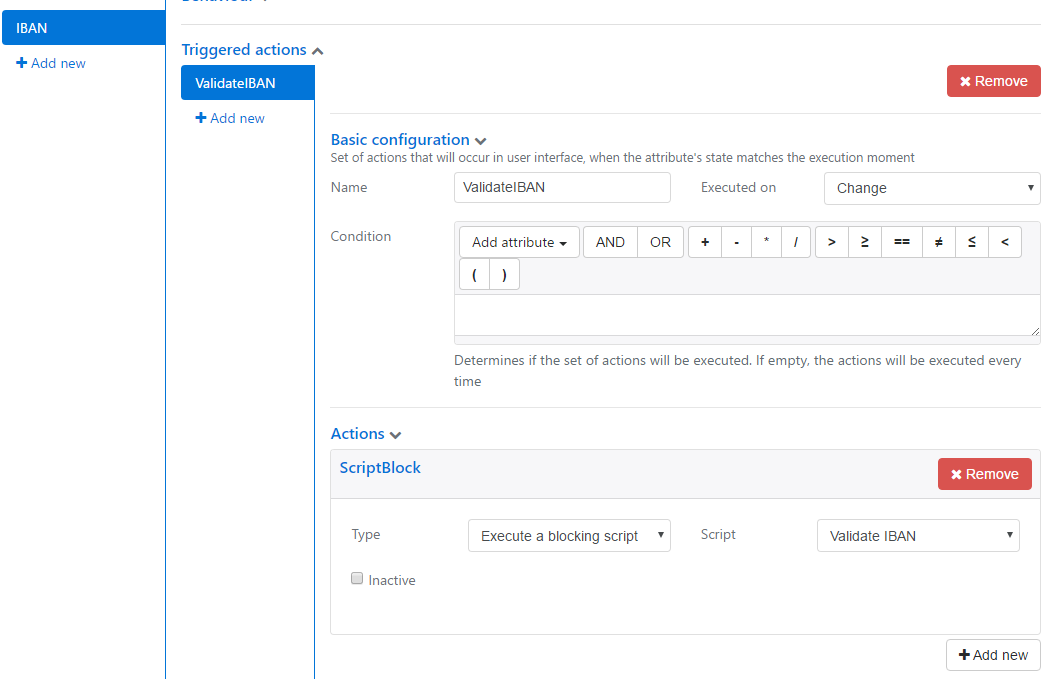 Behaviour
IBAN
Add new
Triggered actions
ValidateIBAN
Add new
Remove
Basic configuration
Set of actions that will occur in user interface, when the attribute's state matches the execution moment
Name ValidateIBAN Executed on Change
Condition Add attribute AND OR + - * / > ≥ == ≠ ≤ <
( )
Determines if the set of actions will be executed. If empty, the actions will be executed every
time
Actions
ScriptBlock Remove
Type Execute a blocking script Script Validate IBAN
Inactive
Add new